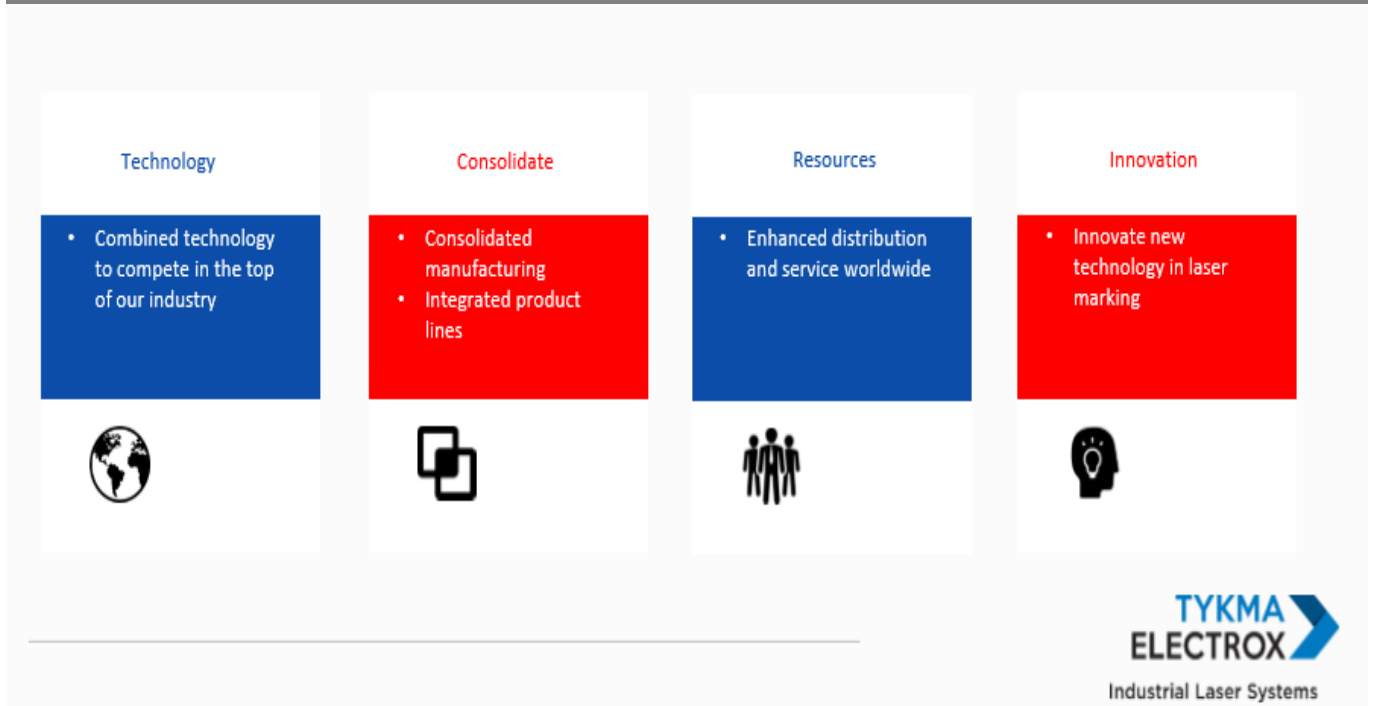 Technology
• Combined technology
to compete in the top
of our industry
Consolidate
• Consolidated
manufacturing
• Integrated product
lines
Resources
• Enhanced distribution
and service worldwide
Innovation
• Innovate new
technology in laser
marking
TYKMA
ELECTROX
Industrial Laser Systems